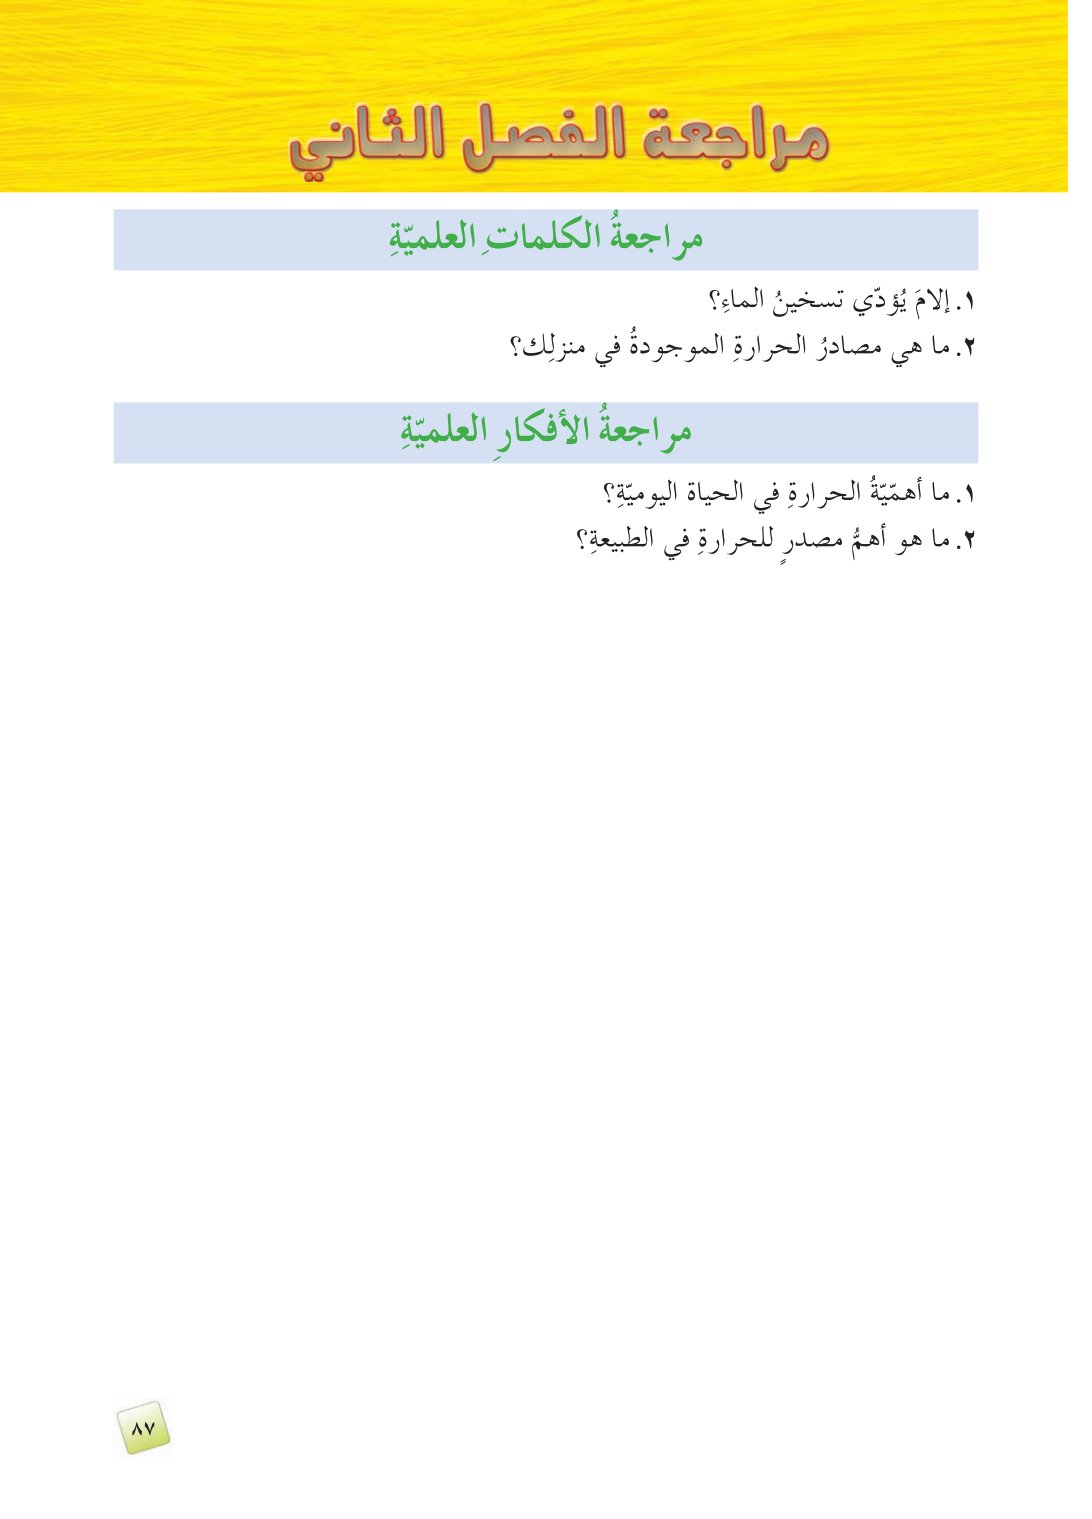 مراجعة الفصل الثاني
مراجعةُ الكلماتِ العلميّةِ
١. إلامَ يُؤدّي تسخينُ الماءِ؟
٢. ما هي مصادرُ الحرارةِ الموجودةُ في منزلِك؟
مراجعةُ الأفكارِ العلميّةِ
١. ما أهمّيّةُ الحرارةِ في الحياة اليوميّةِ؟
٢. ما هو أهمُّ مصدرٍ للحرارةِ في الطبيعةِ؟
٨٧